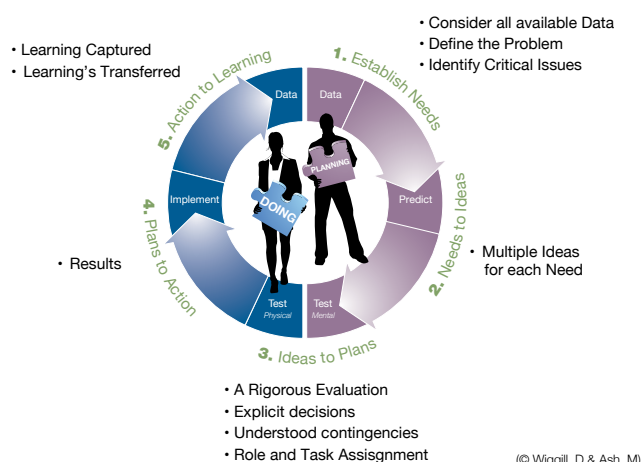 • Consider all available Data
• Define the Problem
• Identify Critical Issues
• Learning Captured
• Learning's Transferred
5. Action to Learning
1. Establish Needs
Data
Data
PLANNING
DOING
Implement
Predict
4. Plans to Action
2. Needs to Ideas
• Results
• Multiple Ideas
for each Need
Test
Physical
Test
Mental
3. Ideas to Plans
• A Rigorous Evaluation
• Explicit decisions
• Understood contingencies
• Role and Task Assisgnment
(© Wiggill, D & Ash, M)